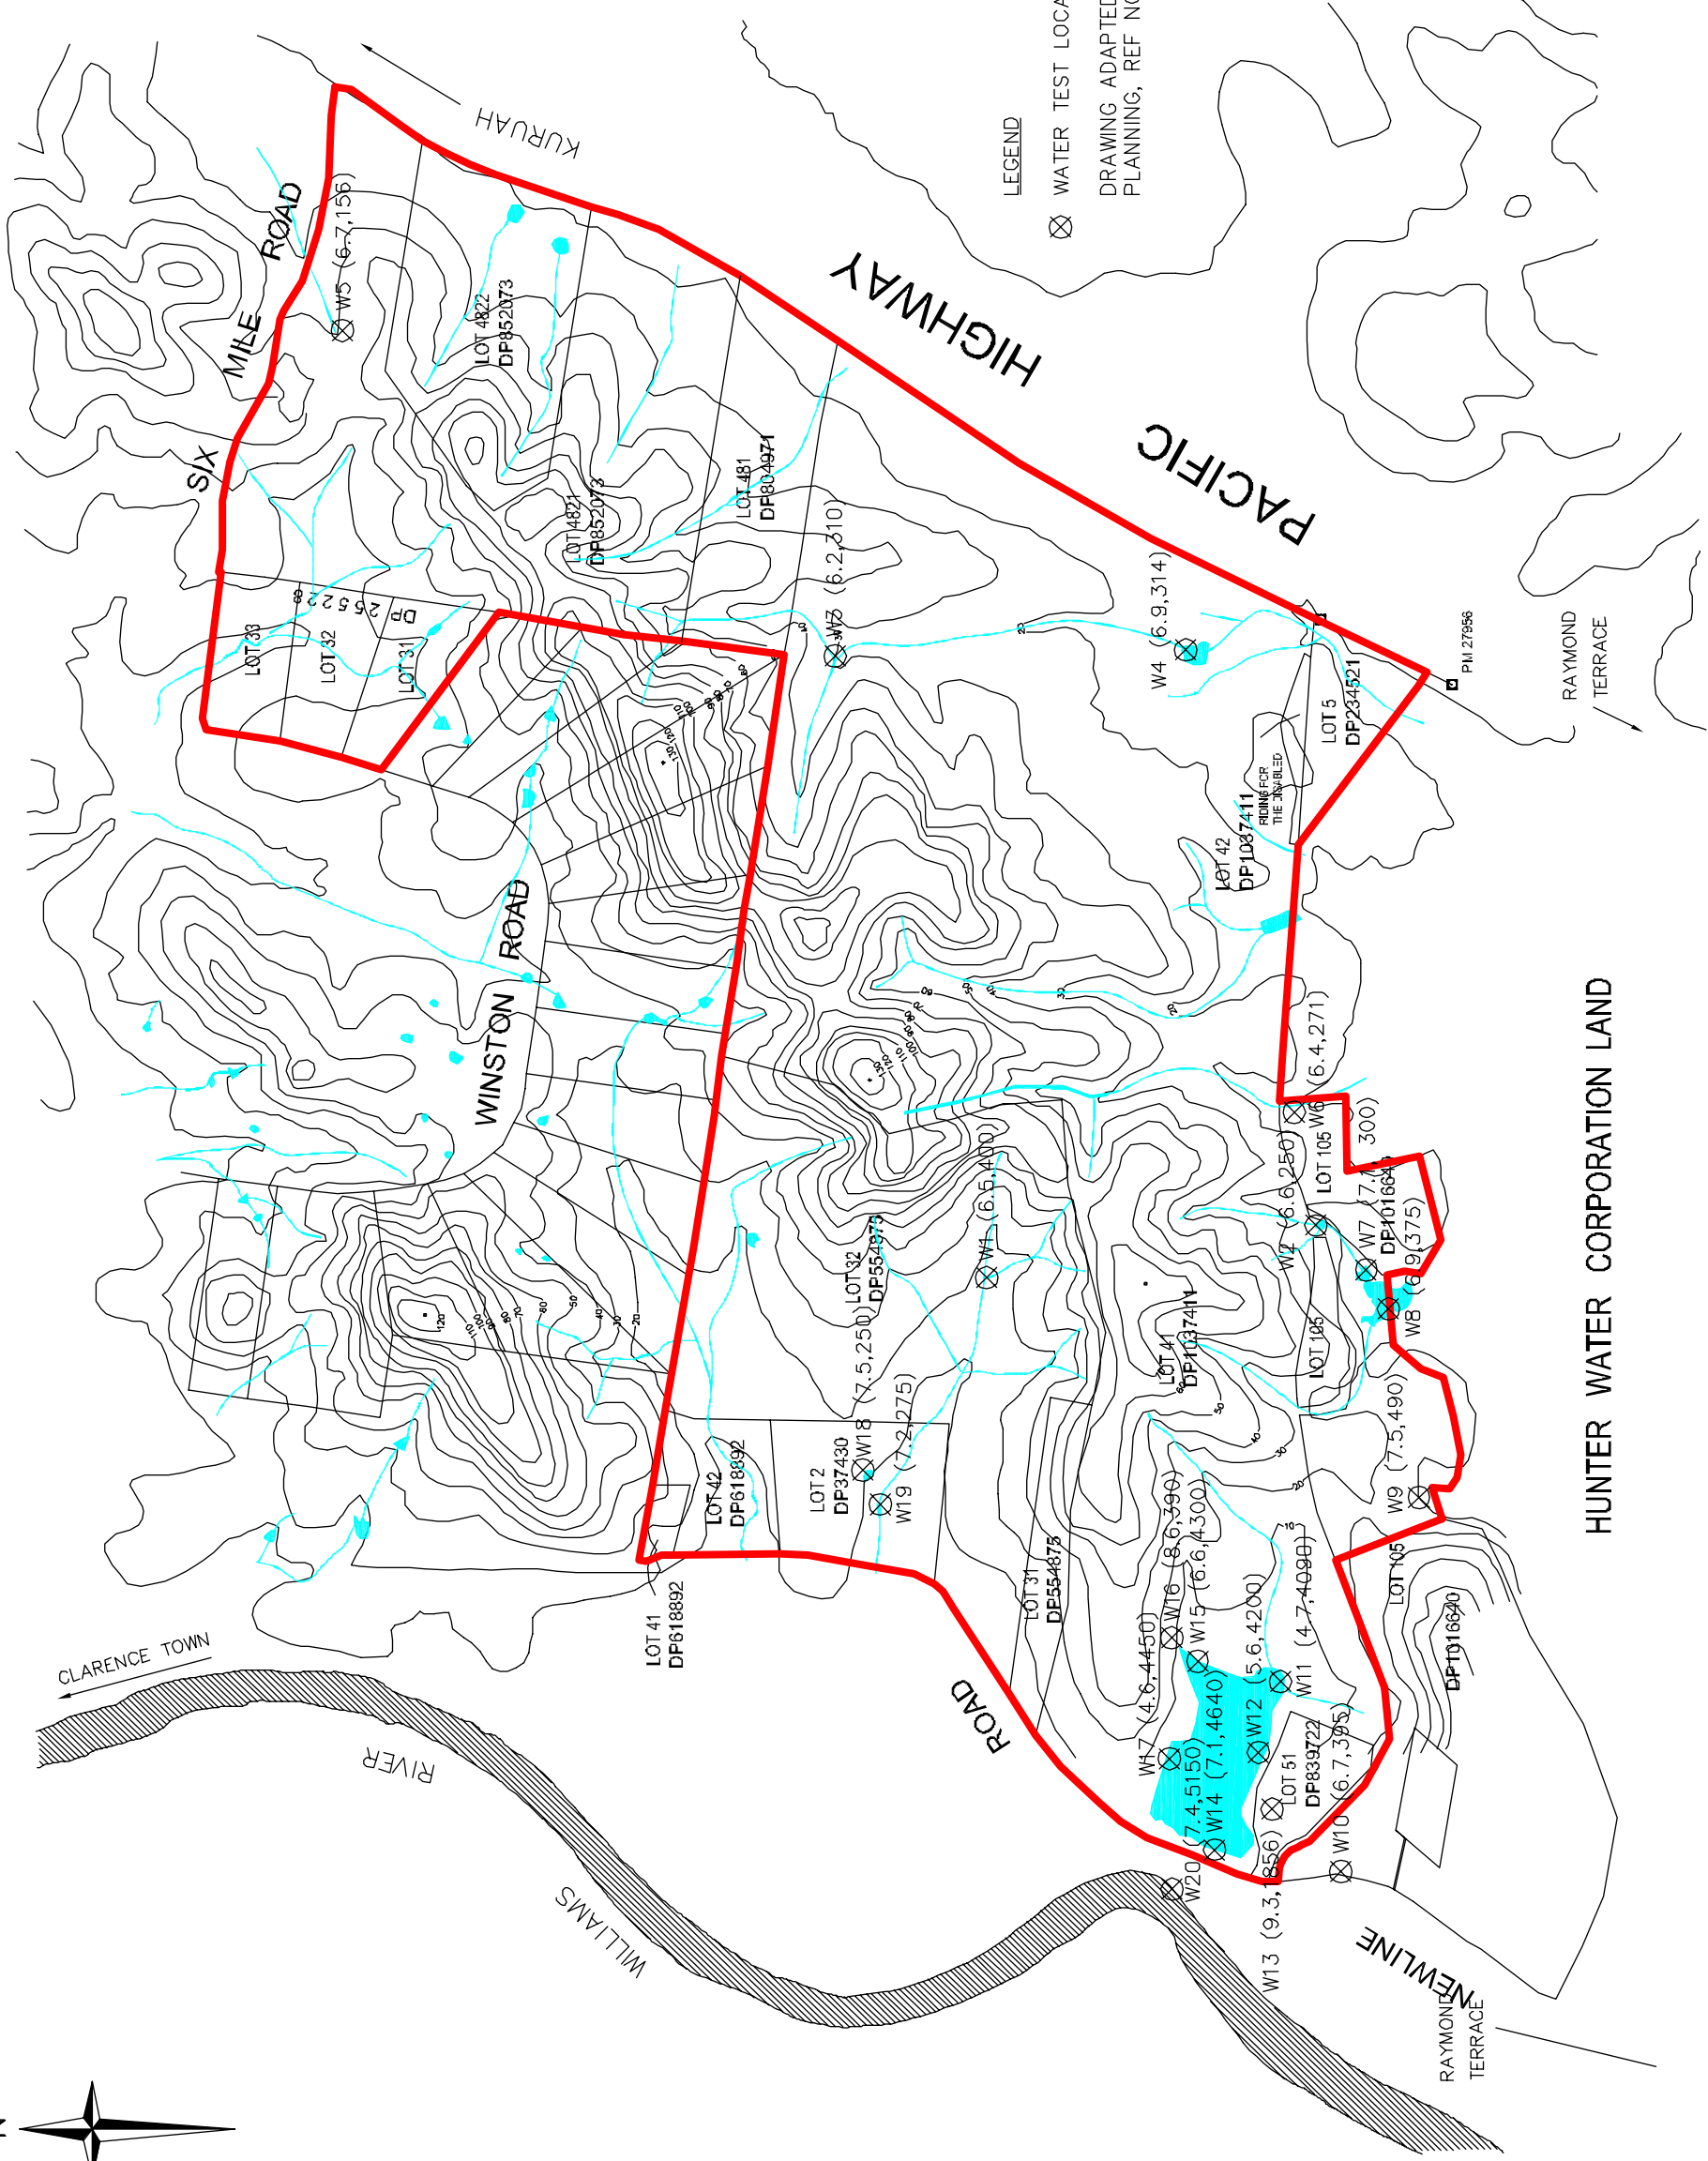 N
CLARENCE TOWN
RIVER
WILLIAMS
SIX
MILE
ROAD
KURUAH
W5 (6.7,156)
LOT 33
LOT 32
LOT 31
DP 255228
LOT 4822
DP852073
LOT 4821
DP852073
LOT 481
DP804971
PACIFIC
HIGHWAY
WINSTON
ROAD
W3 (6.2,310)
W4 (6.9,314)
LOT 5
DP234521
PM 27956
RAYMOND
TERRACE
RIDING FOR
THE DISABLED
LOT 42
DP1037411
LOT 32
DP554875
W1 (6.5,400)
W6 (6.4,271)
W2 (6.6,250)
LOT 105
DP1016640
W7 (7.1, 300)
W8 (6.9,375)
LOT 105
W9 (7.5,490)
LOT 105
DP1016640
LOT 41
DP1037411
LOT 41
DP618892
LOT 42
DP618892
LOT 2
DP37430
W18 (7.5,250)
W19 (7.2,275)
LOT 31
DP554875
ROAD
W17 (4.6,4450)
W16 (8.6,390)
W15 (6.6,4300)
W20 (7.4,5150)
W14 (7.1,4640)
W12 (5.6,4200)
W11 (4.7,4090)
W13 (9.3,1856)
LOT 51
DP839722
W10 (6.7,395)
NEWLINE
RAYMOND
TERRACE
HUNTER WATER CORPORATION LAND
LEGEND
WATER TEST LOCA
DRAWING ADAPTED
PLANNING, REF NO